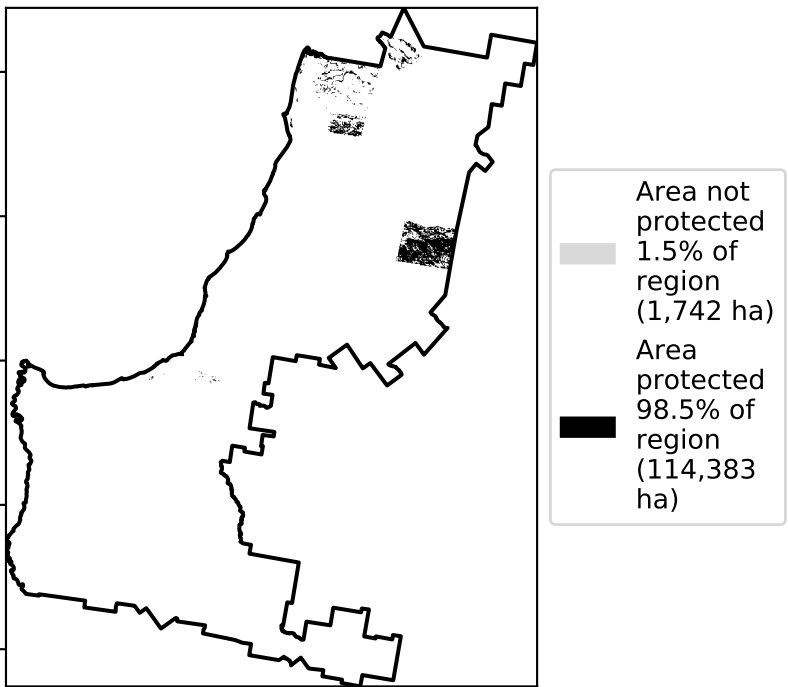 Area not
protected
1.5% of
region
(1,742 ha)
Area
protected
98.5% of
region
(114,383
ha)